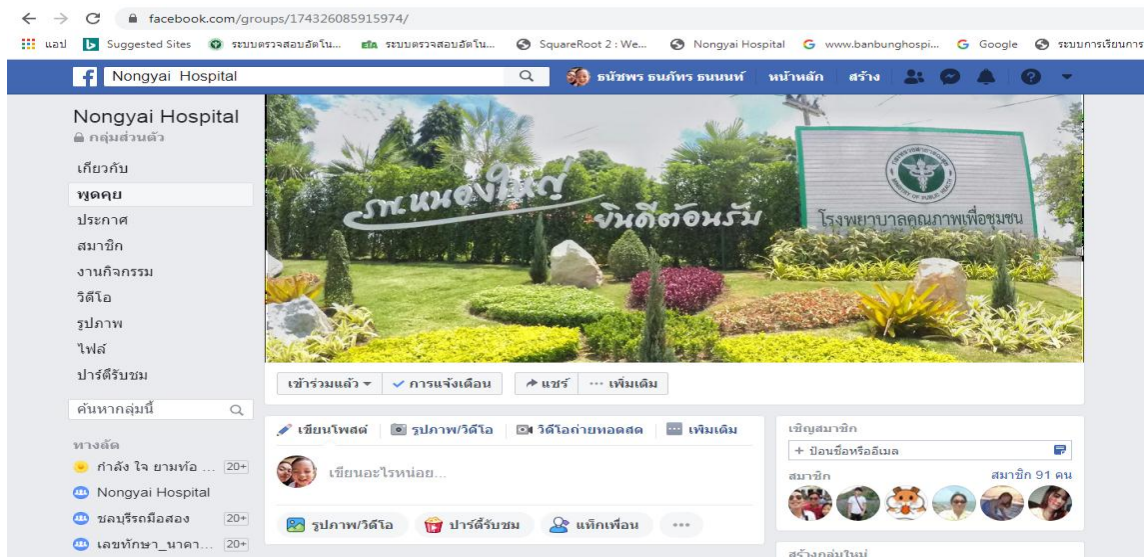 facebook.com/groups/174326085915974/
แอป Suggested Sites ระบบตรวจสอบอัตโน... ETA ระบบตรวจสอบอัตโน... SquareRoot 2 : We... Nongyai Hospital www.banbunghospi... Google ระบบการเรียนการ
Nongyai Hospital ธนัชพร ธนภัทร ธนนนท์ หน้าหลัก สร้าง
Nongyai Hospital
กลุ่มส่วนตัว
เกี่ยวกับ
พูดคุย
ประกาศ
สมาชิก
งานกิจกรรม
วิดีโอ
รูปภาพ
ไฟล์
ปาร์ตี้รับชม
ค้นหากลุ่มนี้
ทางลัด
กำลัง ใจ ยามท้อ ... 20+
Nongyai Hospital
ชลบุรีรถมือสอง 20+
เลขทักษา_นาคา... 20+
รพ.หนองใหญ่
ยินดีต้อนรับ
MINISTRY OF PUBLIC HEALTH
โรงพยาบาลคุณภาพเพื่อชุมชน
เข้าร่วมแล้ว การแจ้งเตือน แชร์ ... เพิ่มเติม
เขียนโพสต์ รูปภาพ/วิดีโอ วิดีโอถ่ายทอดสด เพิ่มเติม
เขียนอะไรหน่อย...
รูปภาพ/วิดีโอ ปาร์ตี้รับชม แท็กเพื่อน ...
เชิญสมาชิก
+ ป้อนชื่อหรืออีเมล
สมาชิก สมาชิก 91 คน
สร้างกลุ่มใหม่